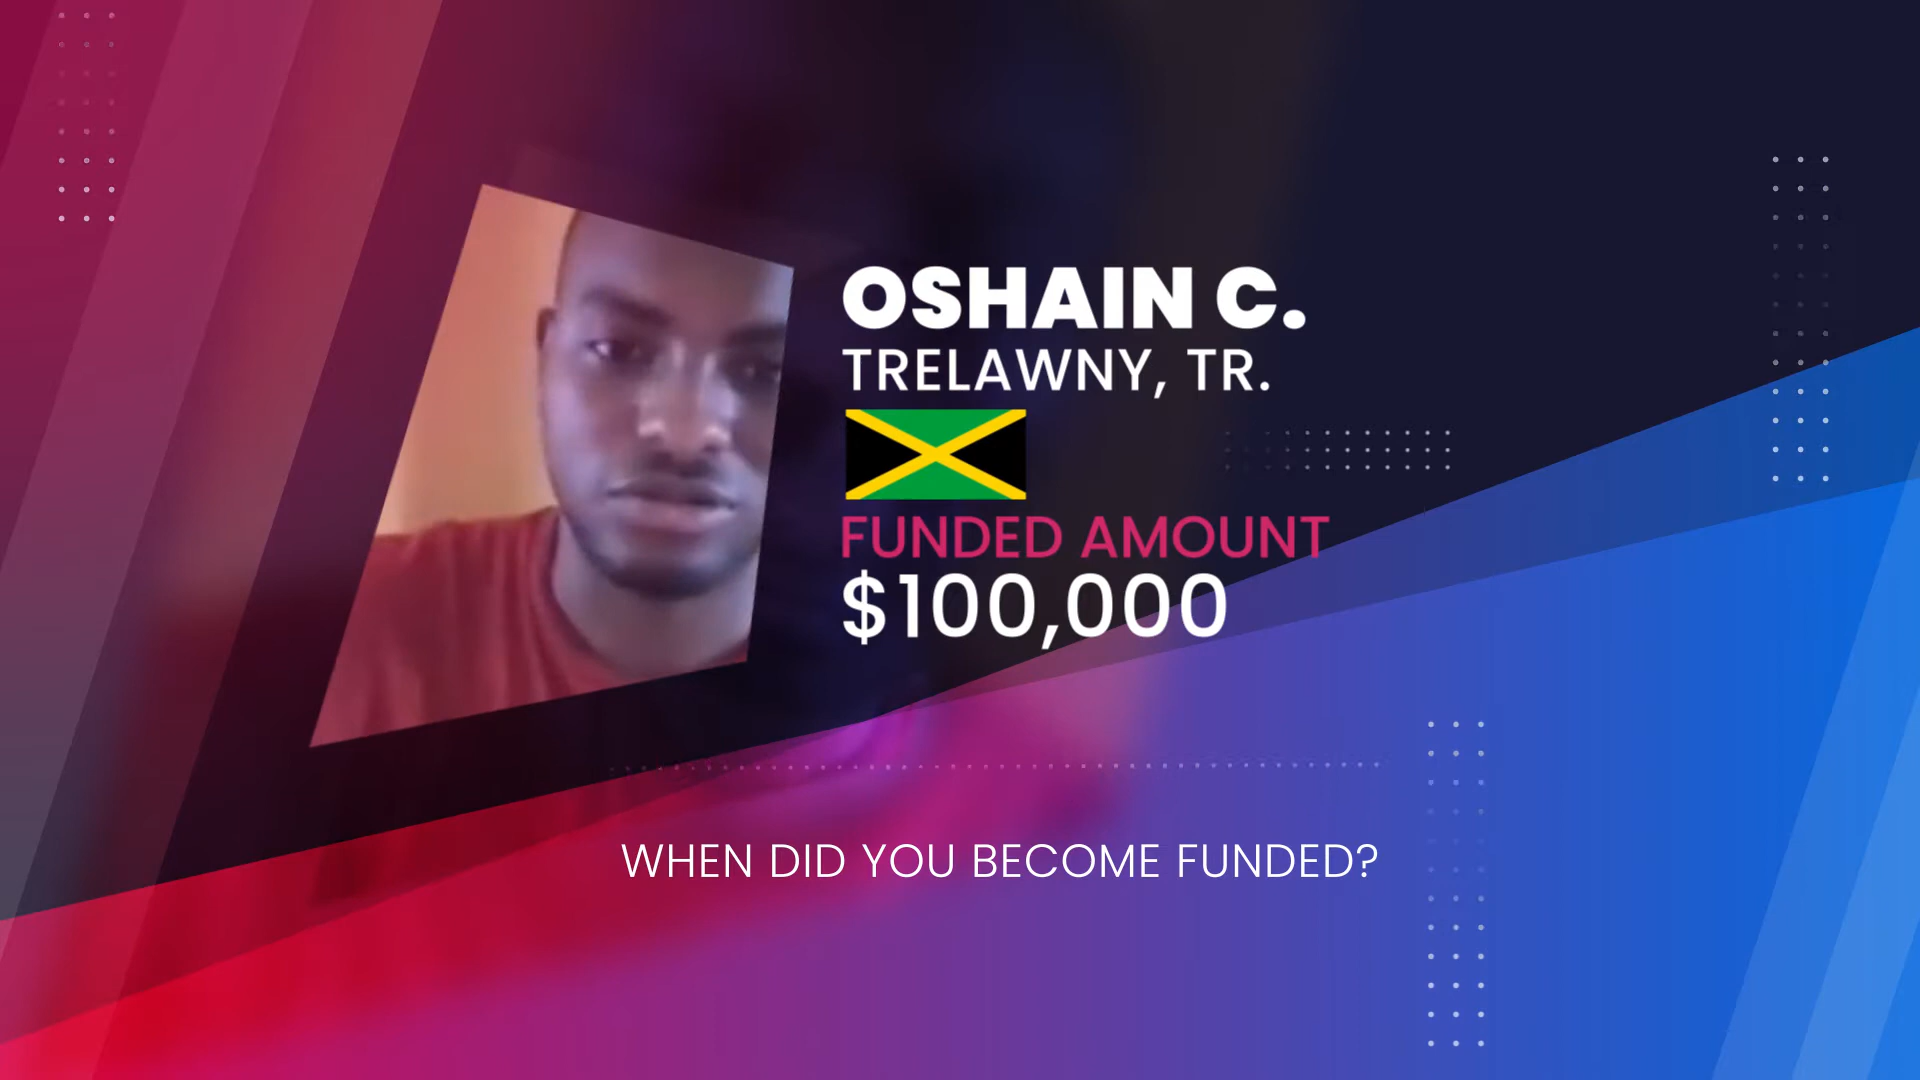 OSHAIN C.
TRELAWNY, TR.
FUNDED AMOUNT
$100,000
WHEN DID YOU BECOME FUNDED?